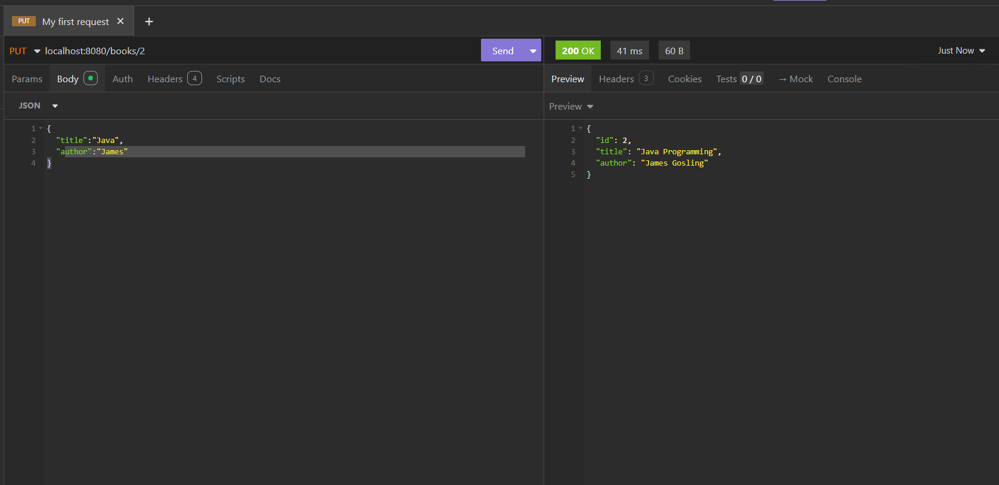 PUT My first request ✕ +
PUT localhost:8080/books/2 Send
200 OK 41 ms 60 B Just Now
Params Body Auth Headers 4 Scripts Docs
Preview Headers 3 Cookies Tests 0 / 0 → Mock Console
JSON
Preview
1 {
2 "title":"Java",
3 "author":"James"
4 }
1 {
2 "id": 2,
3 "title": "Java Programming",
4 "author": "James Gosling"
5 }